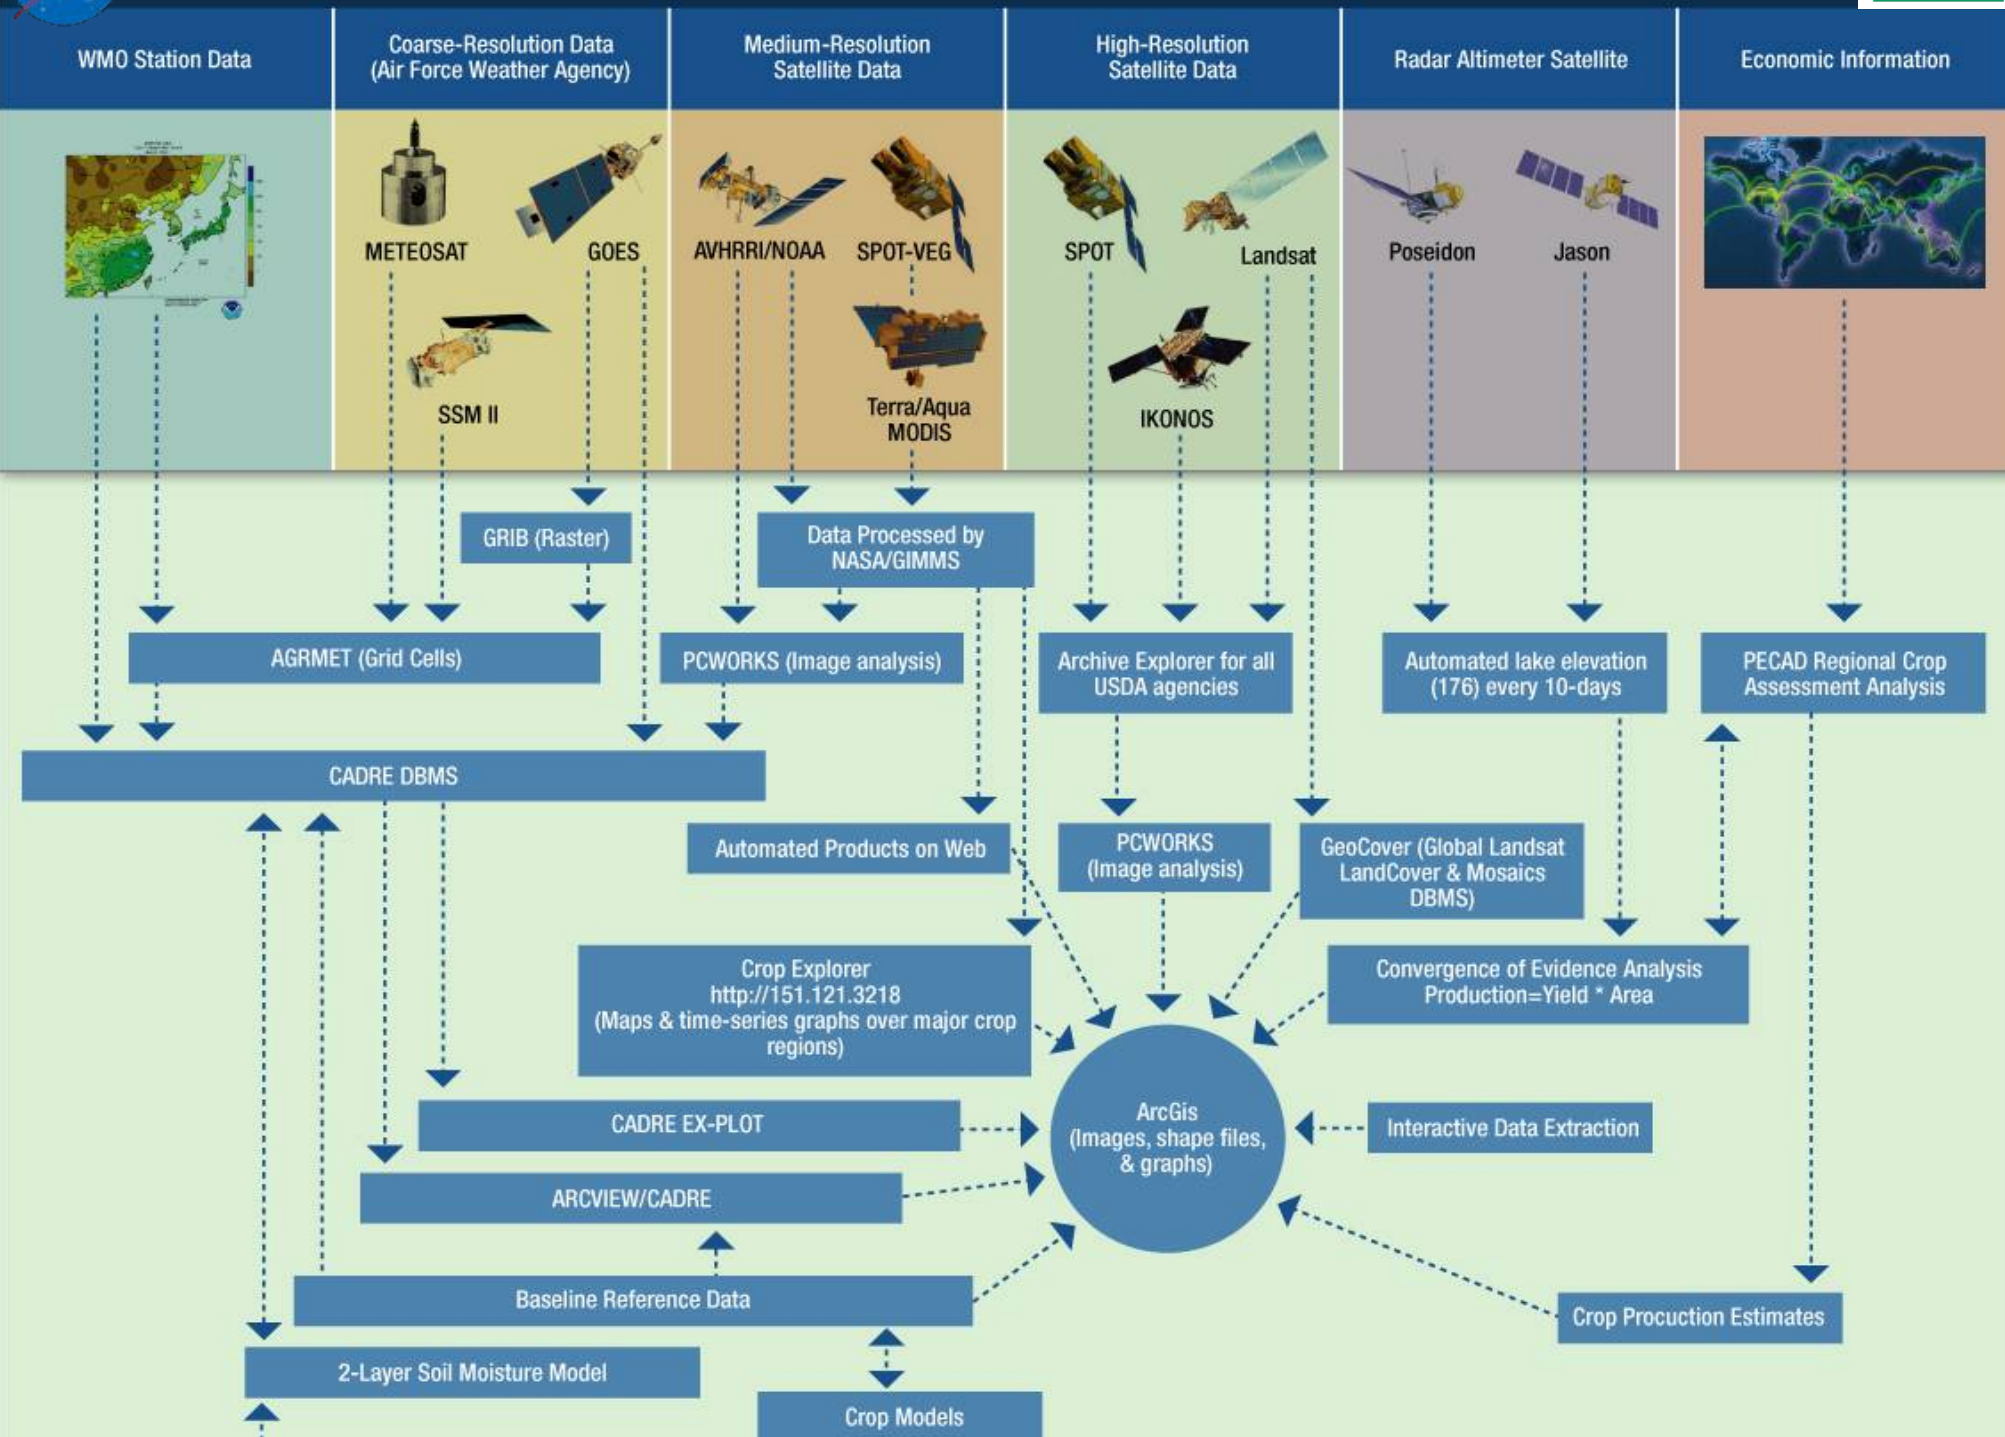 WMO Station Data
Coarse-Resolution Data
(Air Force Weather Agency)
Medium-Resolution
Satellite Data
High-Resolution
Satellite Data
Radar Altimeter Satellite
Economic Information
METEOSAT
GOES
AVHRRI/NOAA
SPOT-VEG
SPOT
Landsat
Poseidon
Jason
SSM II
Terra/Aqua
MODIS
IKONOS
GRIB (Raster)
Data Processed by
NASA/GIMMS
AGRMET (Grid Cells)
PCWORKS (Image analysis)
Archive Explorer for all
USDA agencies
Automated lake elevation
(176) every 10-days
PECAD Regional Crop
Assessment Analysis
CADRE DBMS
Automated Products on Web
PCWORKS
(Image analysis)
GeoCover (Global Landsat
LandCover & Mosaics
DBMS)
Crop Explorer
http://151.121.3218
(Maps & time-series graphs over major crop
regions)
Convergence of Evidence Analysis
Production=Yield * Area
CADRE EX-PLOT
ArcGis
(Images, shape files,
& graphs)
Interactive Data Extraction
ARCVIEW/CADRE
Baseline Reference Data
Crop Procuction Estimates
2-Layer Soil Moisture Model
Crop Models